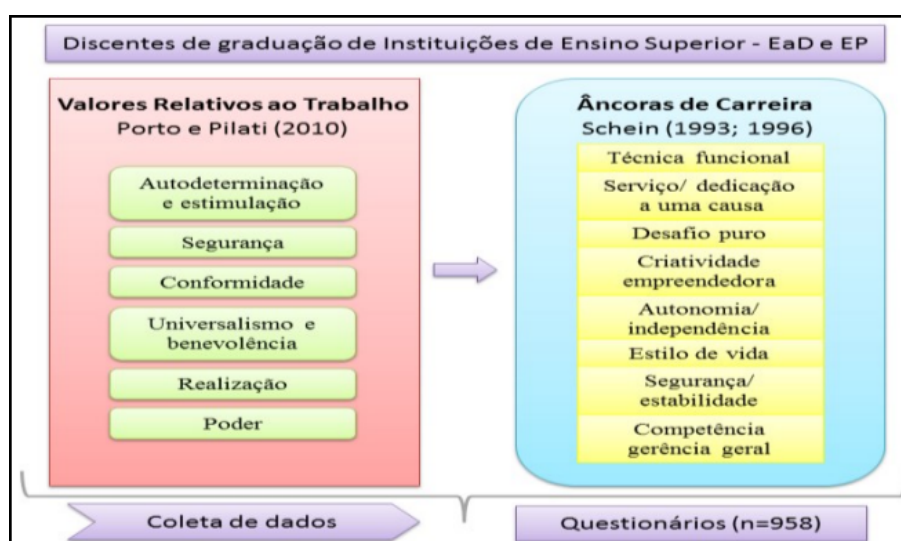 Discentes de graduação de Instituições de Ensino Superior - EaD e EP
Valores Relativos ao Trabalho
Porto e Pilati (2010)
Autodeterminação
e estimulação
Segurança
Conformidade
Universalismo e
benevolência
Realização
Poder
Âncoras de Carreira
Schein (1993; 1996)
Técnica funcional
Serviço/ dedicação
a uma causa
Desafio puro
Criatividade
empreendedora
Autonomia/
independência
Estilo de vida
Segurança/
estabilidade
Competência
gerência geral
Coleta de dados
Questionários (n=958)